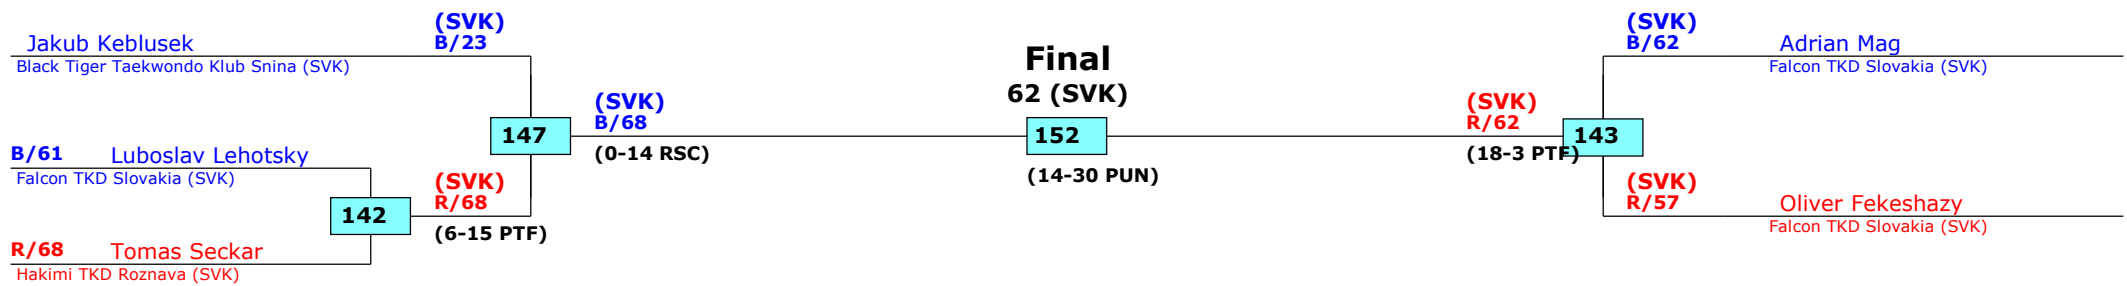 (SVK)
B/23
Jakub Keblusek
Black Tiger Taekwondo Klub Snina (SVK)
B/61 Luboslav Lehotsky
Falcon TKD Slovakia (SVK)
142
R/68 Tomas Seckar
Hakimi TKD Roznava (SVK)
(SVK)
R/68
(6-15 PTF)
147
(SVK)
B/68
(0-14 RSC)
Final
62 (SVK)
152
(14-30 PUN)
(SVK)
R/62
(18-3 PTF)
143
(SVK)
B/62
Adrian Mag
Falcon TKD Slovakia (SVK)
(SVK)
R/57
Oliver Fekeshazy
Falcon TKD Slovakia (SVK)